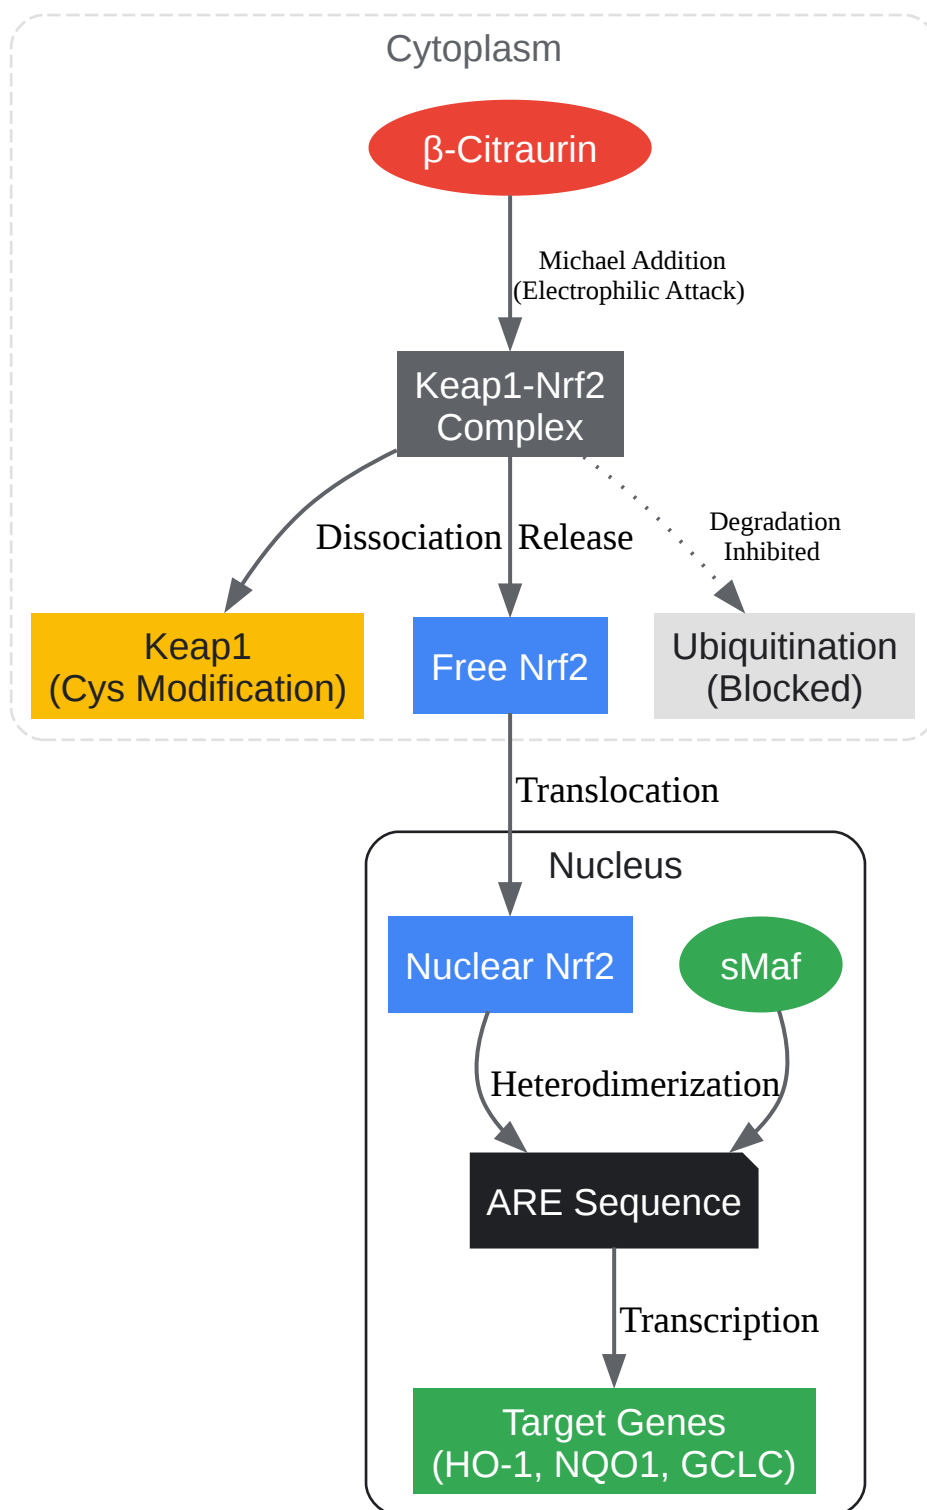 Cytoplasm
β-Citraurin
Michael Addition
(Electrophilic Attack)
Keap1-Nrf2
Complex
Dissociation
Release
Degradation
Inhibited
Keap1
(Cys Modification)
Free Nrf2
Ubiquitination
(Blocked)
Translocation
Nucleus
Nuclear Nrf2
sMaf
Heterodimerization
ARE Sequence
Transcription
Target Genes
(HO-1, NQO1, GCLC)